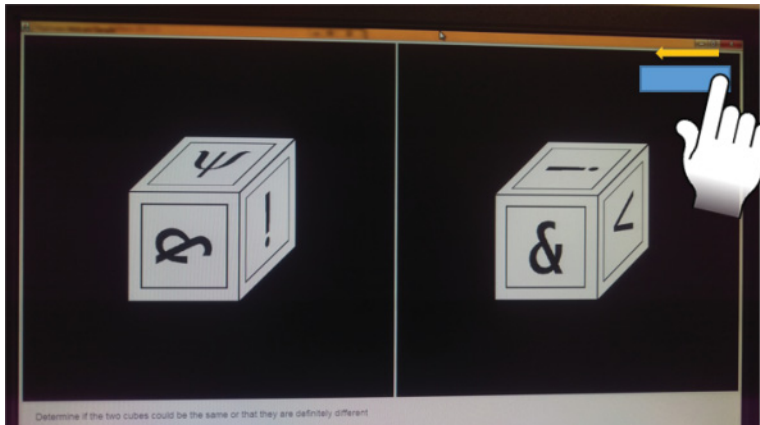 ψ
&
!
!
&
<
Determine if the two cubes could be the same or that they are definitely different